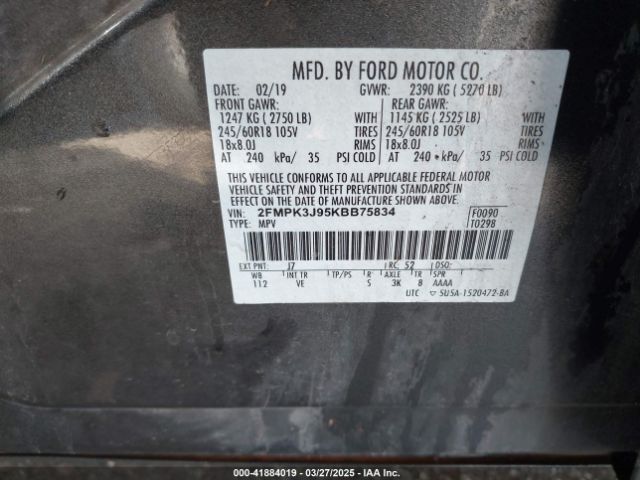 MFD. BY FORD MOTOR CO.
DATE: 02/19 GVWR: 2390 KG ( 5270 LB)
FRONT GAWR: REAR GAWR:
1247 KG ( 2750 LB) WITH 1145 KG ( 2525 LB) WITH
245/60R18 105V TIRES 245/60R18 105V TIRES
18x8.0J RIMS 18x8.0J RIMS
AT 240 kPa/ 35 PSI COLD AT 240 kPa/ 35 PSI COLD
THIS VEHICLE CONFORMS TO ALL APPLICABLE FEDERAL MOTOR
VEHICLE SAFETY AND THEFT PREVENTION STANDARDS IN
EFFECT ON THE DATE OF MANUFACTURE SHOWN ABOVE.
VIN: 2FMPK3J95KBB75834 F0090
TYPE: MPV T0298
EXT PNT: J7 RC: 52 DSO:
WB INT TR TP/PS R AXLE TR SPR
112 VE S 3K 8 AAAA
UTC ▽ 5U5A-1520472-BA
000-41884019 — 03/27/2025 — IAA Inc.